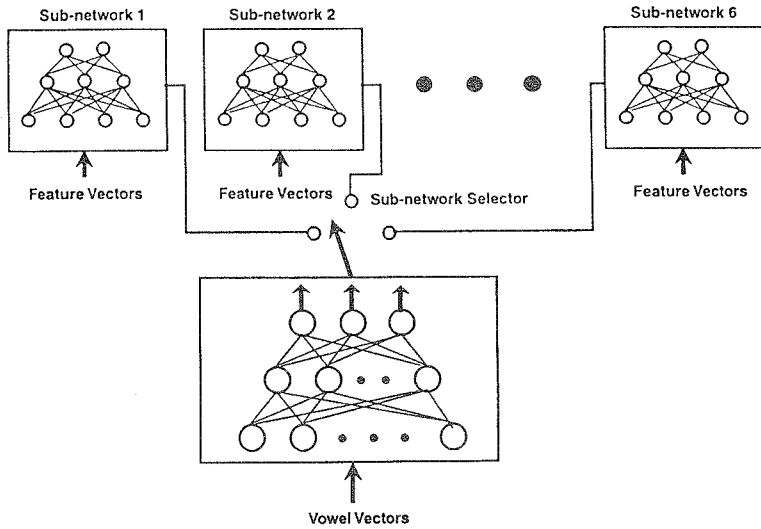 Sub-network 1
Sub-network 2
Sub-network 6
Feature Vectors
Feature Vectors
Feature Vectors
Sub-network Selector
Vowel Vectors